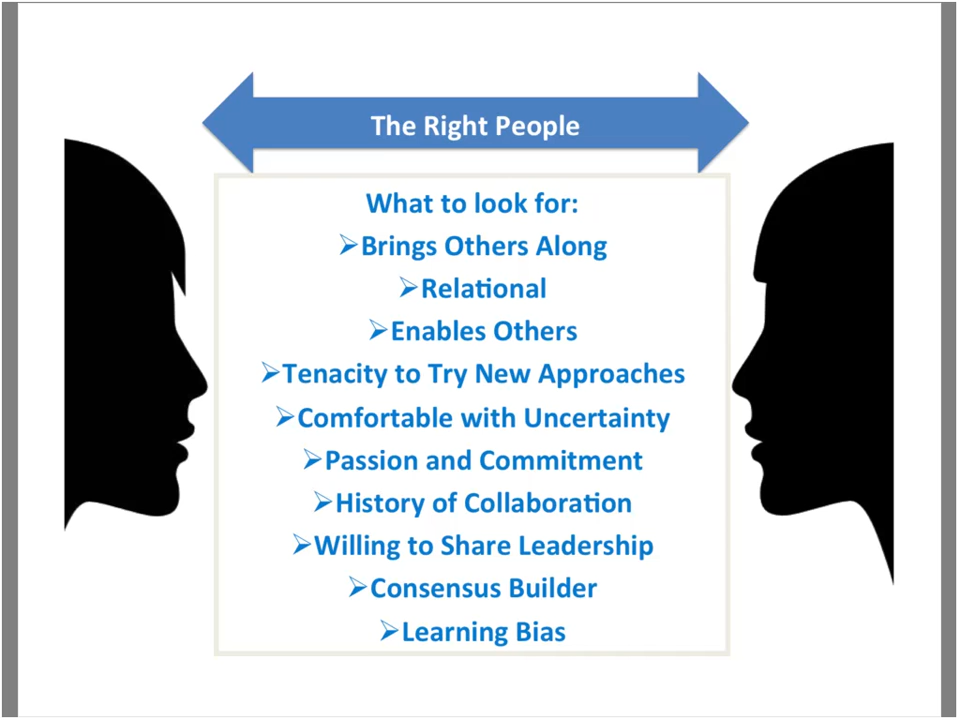 The Right People
What to look for:
➢Brings Others Along
➢Relational
➢Enables Others
➢Tenacity to Try New Approaches
➢Comfortable with Uncertainty
➢Passion and Commitment
➢History of Collaboration
➢Willing to Share Leadership
➢Consensus Builder
➢Learning Bias